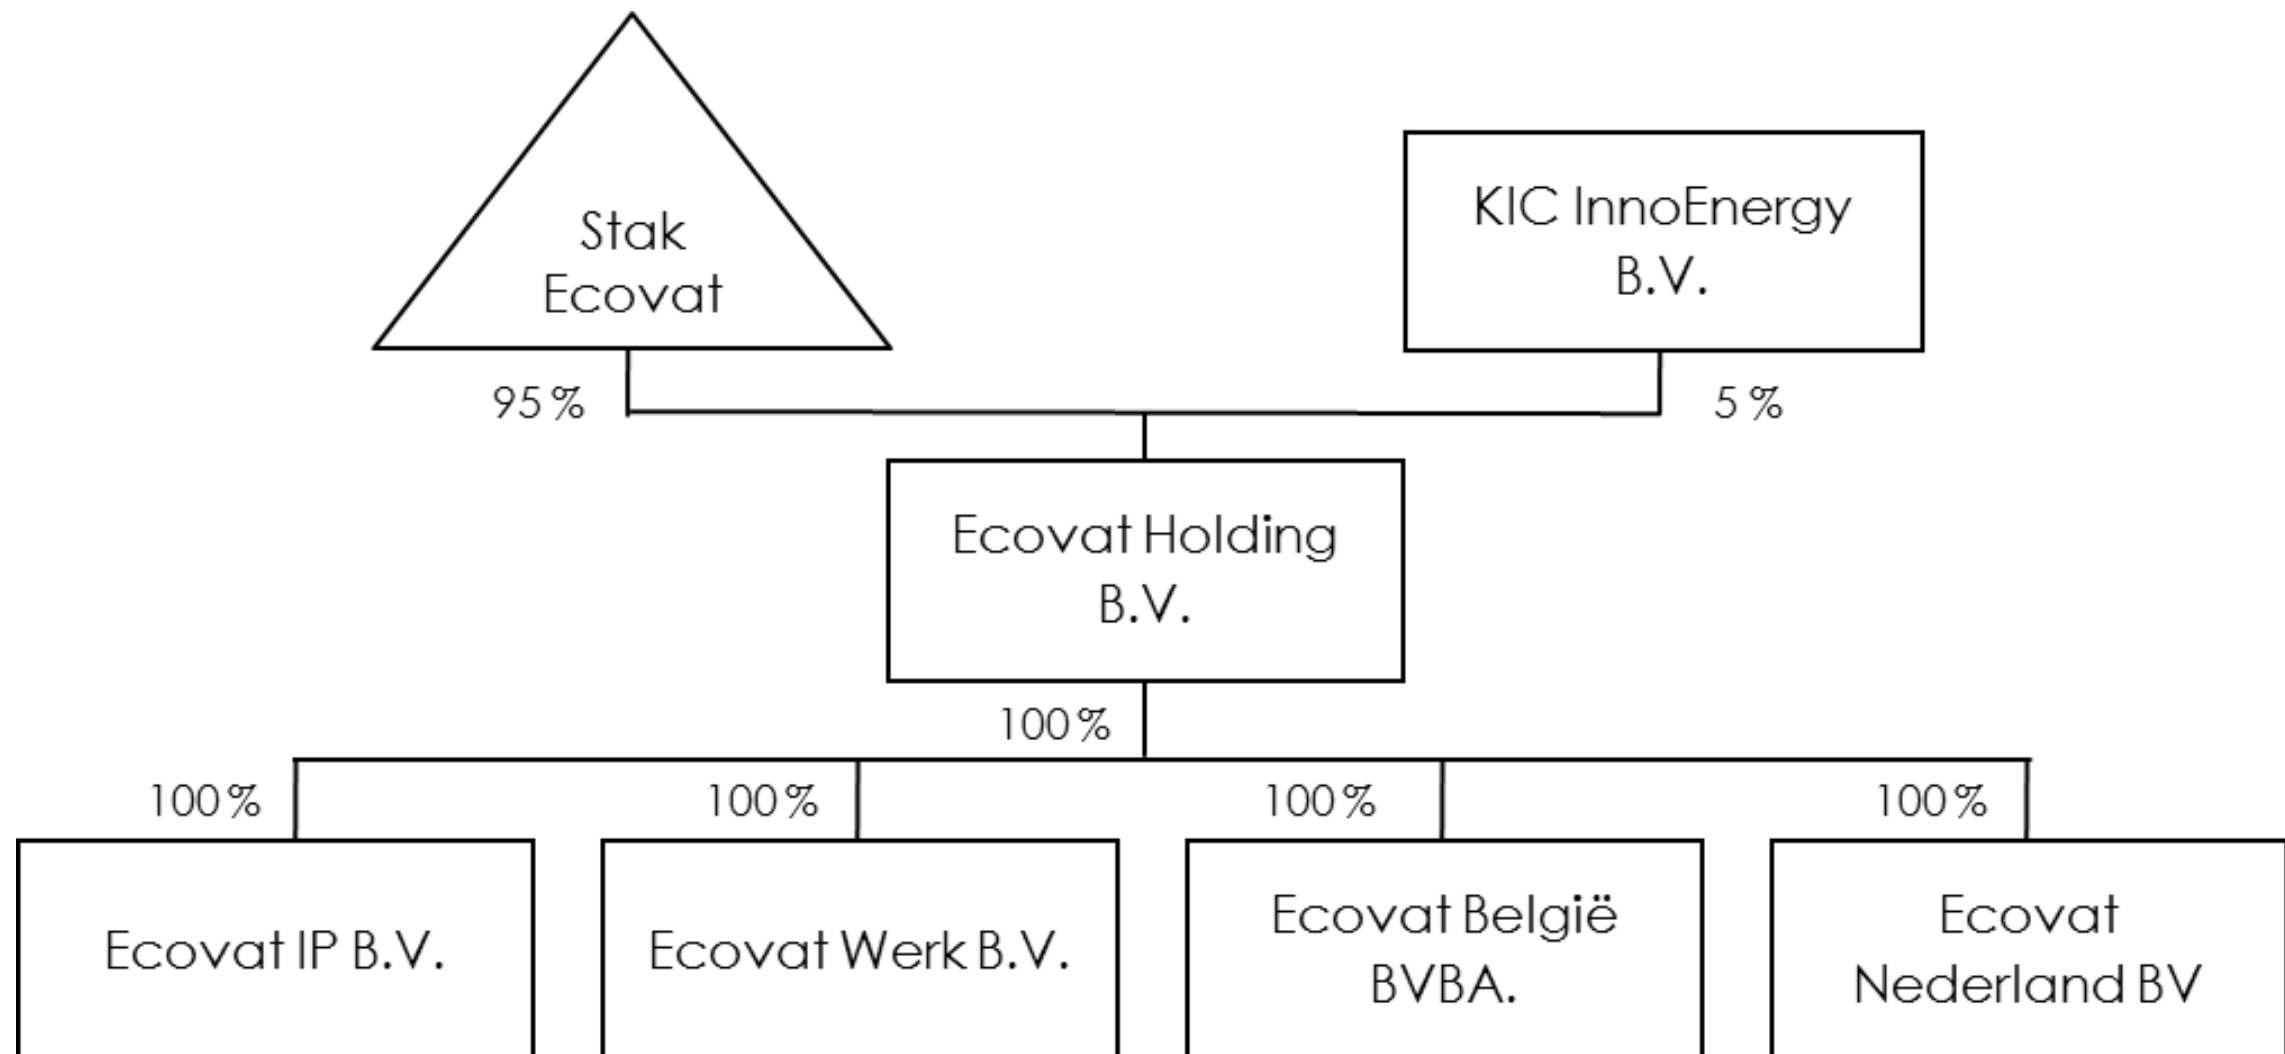 Stak
Ecovat
KIC InnoEnergy
B.V.
95%
5%
Ecovat Holding
B.V.
100%
100%
100%
100%
100%
Ecovat IP B.V.
Ecovat Werk B.V.
Ecovat België
BVBA.
Ecovat
Nederland BV